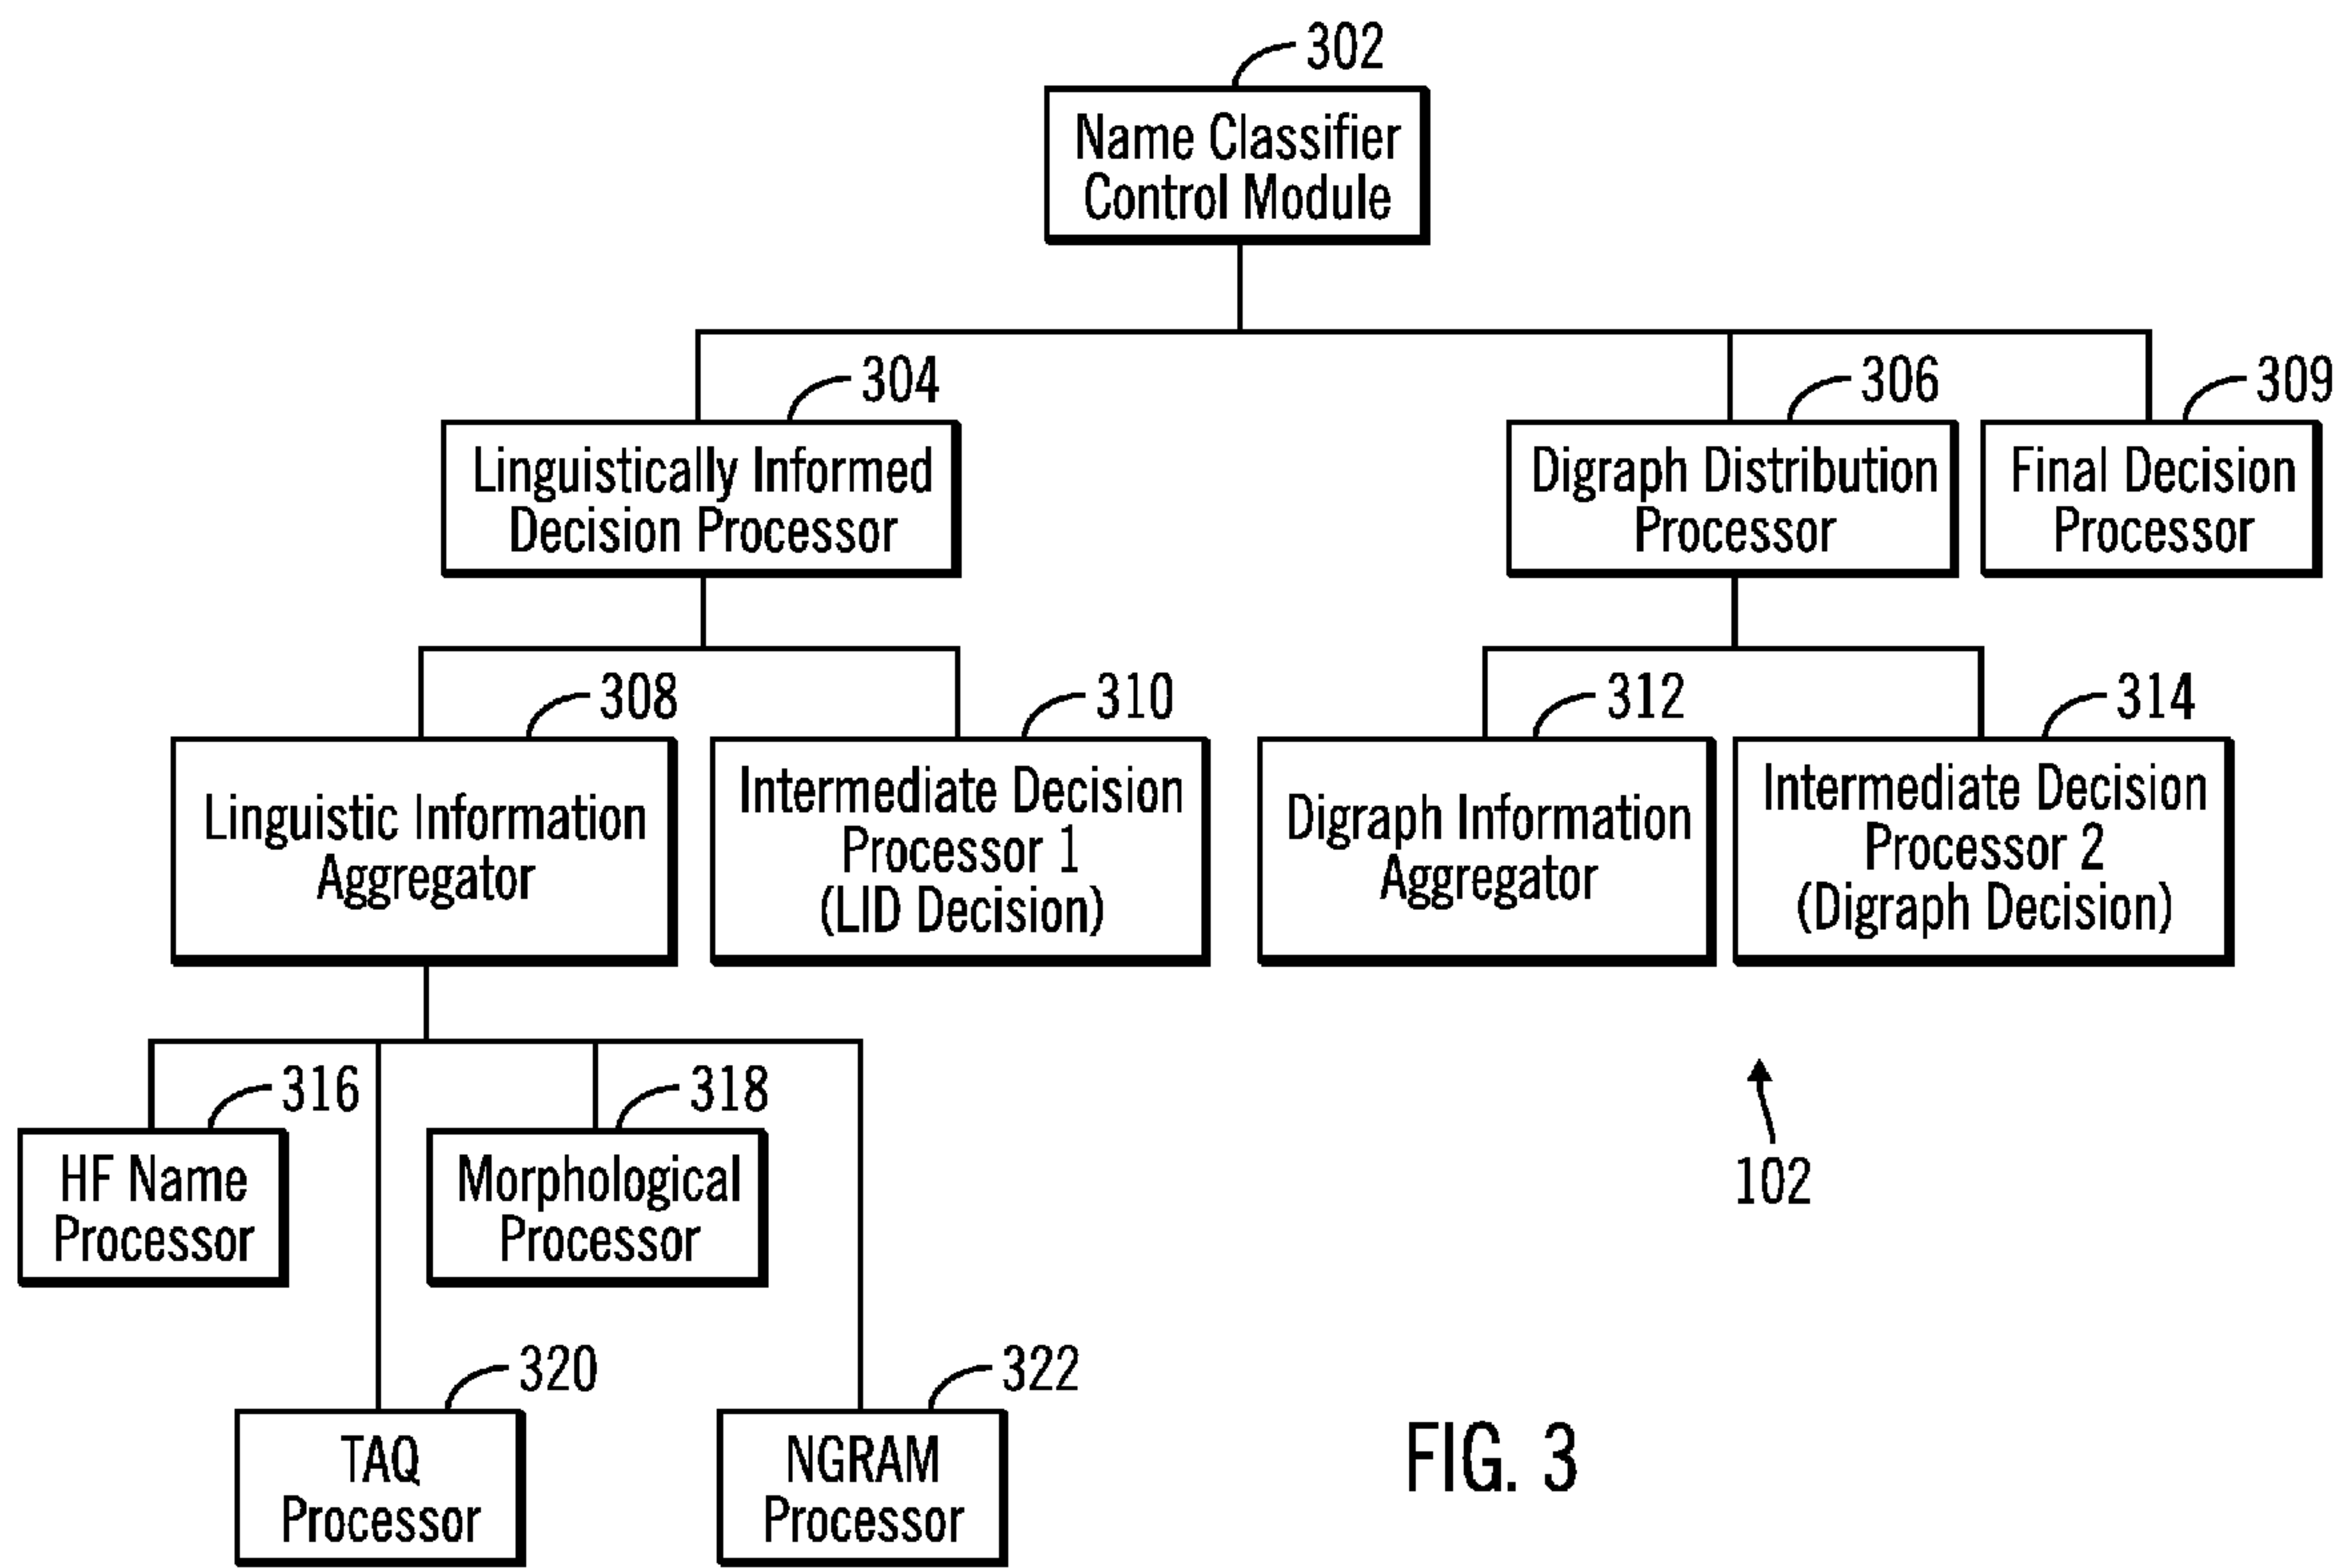 302
Name Classifier
Control Module
304
306
309
Linguistically Informed
Decision Processor
Digraph Distribution
Processor
Final Decision
Processor
308
310
312
314
Linguistic Information
Aggregator
Intermediate Decision
Processor 1
(LID Decision)
Digraph Information
Aggregator
Intermediate Decision
Processor 2
(Digraph Decision)
316
318
HF Name
Processor
Morphological
Processor
102
320
322
TAQ
Processor
NGRAM
Processor
FIG. 3